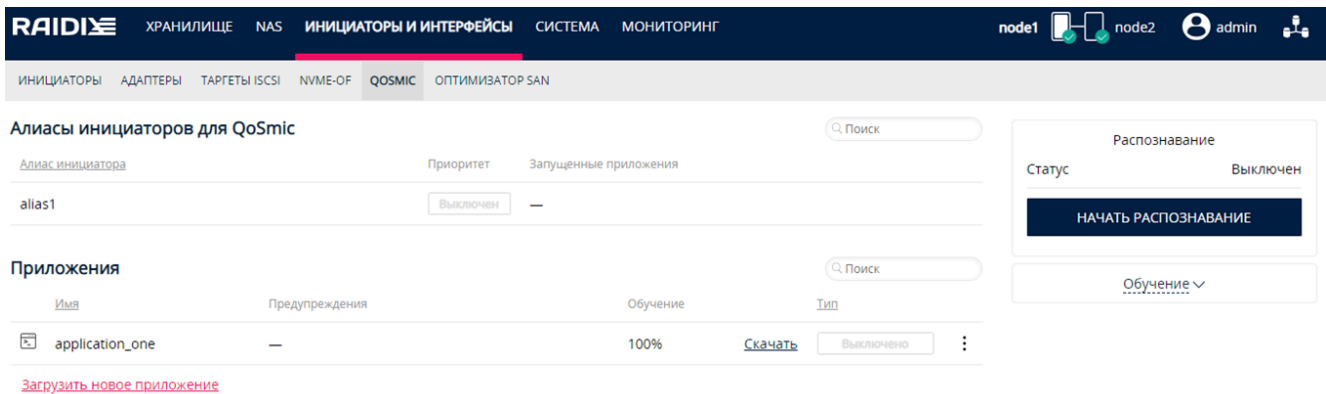 RAIDIX ХРАНИЛИЩЕ NAS ИНИЦИАТОРЫ И ИНТЕРФЕЙСЫ СИСТЕМА МОНИТОРИНГ node1 node2 admin
ИНИЦИАТОРЫ АДАПТЕРЫ ТАРГЕТЫ ISCSI NVME-OF QOSMIC ОПТИМИЗАТОР SAN
Алиасы инициаторов для QoSmic Поиск
Алиас инициатора Приоритет Запущенные приложения
alias1 Выключен —
Приложения Поиск
Имя Предупреждения Обучение Тип
application_one — 100% Скачать Выключено
Загрузить новое приложение
Распознавание
Статус Выключен
НАЧАТЬ РАСПОЗНАВАНИЕ
Обучение